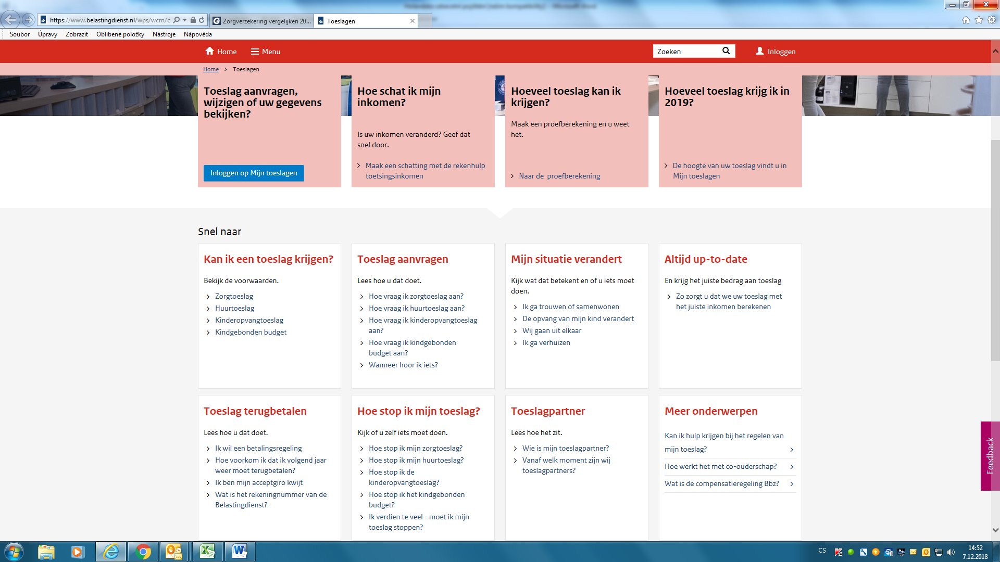 https://www.belastingdienst.nl/wps/wcm/c
Zorgverzekering vergelijken 20...
Toeslagen
Soubor
Úpravy
Zobrazit
Oblíbené položky
Nástroje
Nápověda
Home
Menu
Zoeken
Inloggen
Home > Toeslagen
Toeslag aanvragen,
wijzigen of uw gegevens
bekijken?
Inloggen op Mijn toeslagen
Hoe schat ik mijn
inkomen?
Is uw inkomen veranderd? Geef dat
snel door.
Maak een schatting met de rekenhulp
toetsingsinkomen
Hoeveel toeslag kan ik
krijgen?
Maak een proefberekening en u weet
het.
Naar de proefberekening
Hoeveel toeslag krijg ik in
2019?
De hoogte van uw toeslag vindt u in
Mijn toeslagen
Snel naar
Kan ik een toeslag krijgen?
Bekijk de voorwaarden.
Zorgtoeslag
Huurtoeslag
Kinderopvangtoeslag
Kindgebonden budget
Toeslag aanvragen
Lees hoe u dat doet.
Hoe vraag ik zorgtoeslag aan?
Hoe vraag ik huurtoeslag aan?
Hoe vraag ik kinderopvangtoeslag
aan?
Hoe vraag ik kindgebonden
budget aan?
Wanneer hoor ik iets?
Mijn situatie verandert
Kijk wat dat betekent en of u iets moet
doen.
Ik ga trouwen of samenwonen
De opvang van mijn kind verandert
Wij gaan uit elkaar
Ik ga verhuizen
Altijd up-to-date
En krijg het juiste bedrag aan toeslag
Zo zorgt u dat we uw toeslag met
het juiste inkomen berekenen
Toeslag terugbetalen
Lees hoe u dat doet.
Ik wil een betalingsregeling
Hoe voorkom ik dat ik volgend jaar
weer moet terugbetalen?
Ik ben mijn acceptgiro kwijt
Wat is het rekeningnummer van de
Belastingdienst?
Hoe stop ik mijn toeslag?
Kijk of u zelf iets moet doen.
Hoe stop ik mijn zorgtoeslag?
Hoe stop ik mijn huurtoeslag?
Hoe stop ik de
kinderopvangtoeslag?
Hoe stop ik het kindgebonden
budget?
Ik verdien te veel - moet ik mijn
toeslag stoppen?
Toeslagpartner
Lees hoe het zit.
Wie is mijn toeslagpartner?
Vanaf welk moment zijn wij
toeslagpartners?
Meer onderwerpen
Kan ik hulp krijgen bij het regelen van
mijn toeslag?
Hoe werkt het met co-ouderschap?
Wat is de compensatieregeling Bbz?
Feedback
CS
14:52
7.12.2018